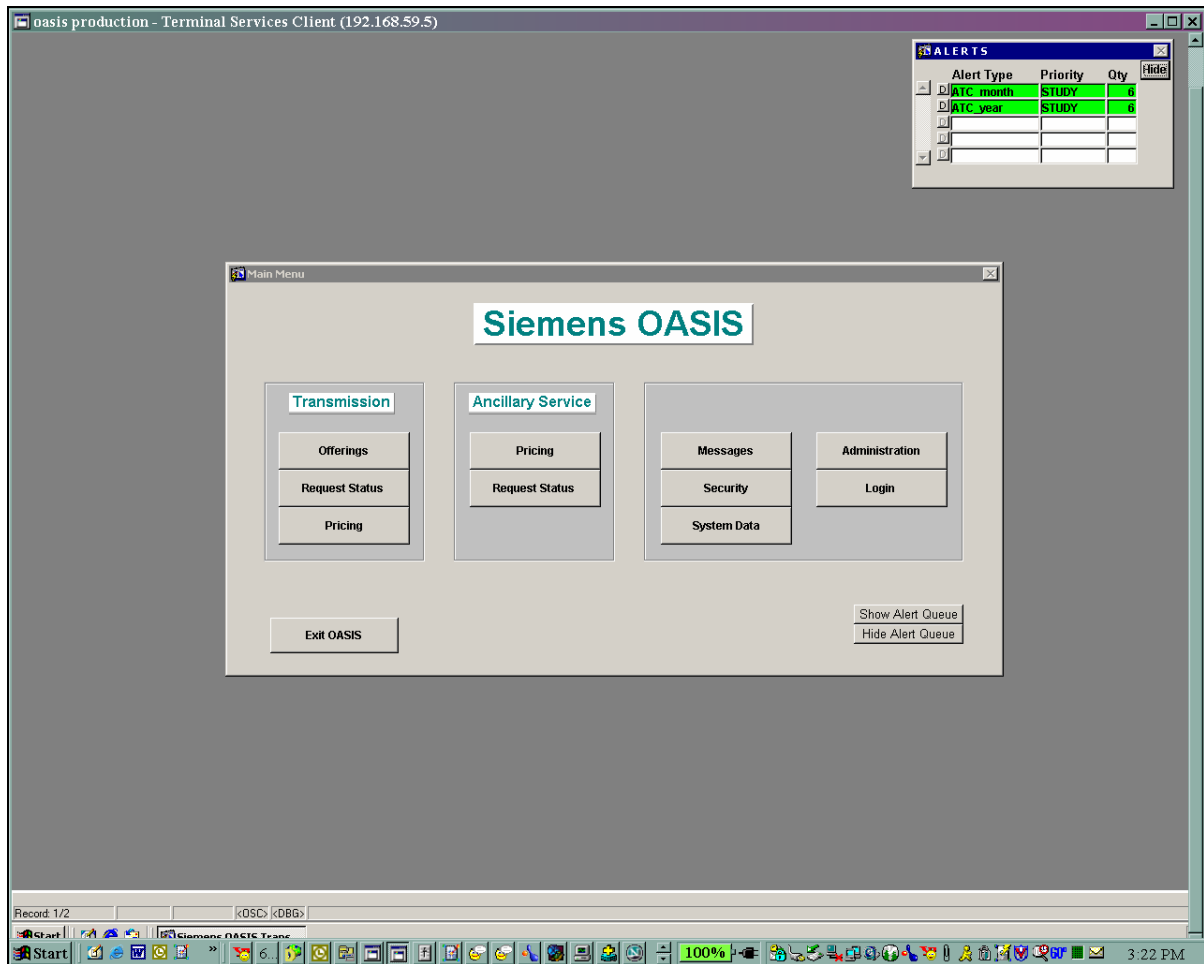 oasis production - Terminal Services Client (192.168.59.5)
ALERTS
Hide
Alert Type Priority Qty
D ATC_month STUDY 6
D ATC_year STUDY 6
D
D
D
Main Menu
Siemens OASIS
Transmission
Offerings
Request Status
Pricing
Ancillary Service
Pricing
Request Status
Messages
Security
System Data
Administration
Login
Exit OASIS
Show Alert Queue
Hide Alert Queue
Record: 1/2 <OSC> <DBG>
Start Siemens OASIS Trans...
Start » 6... 100% 60° 3:22 PM